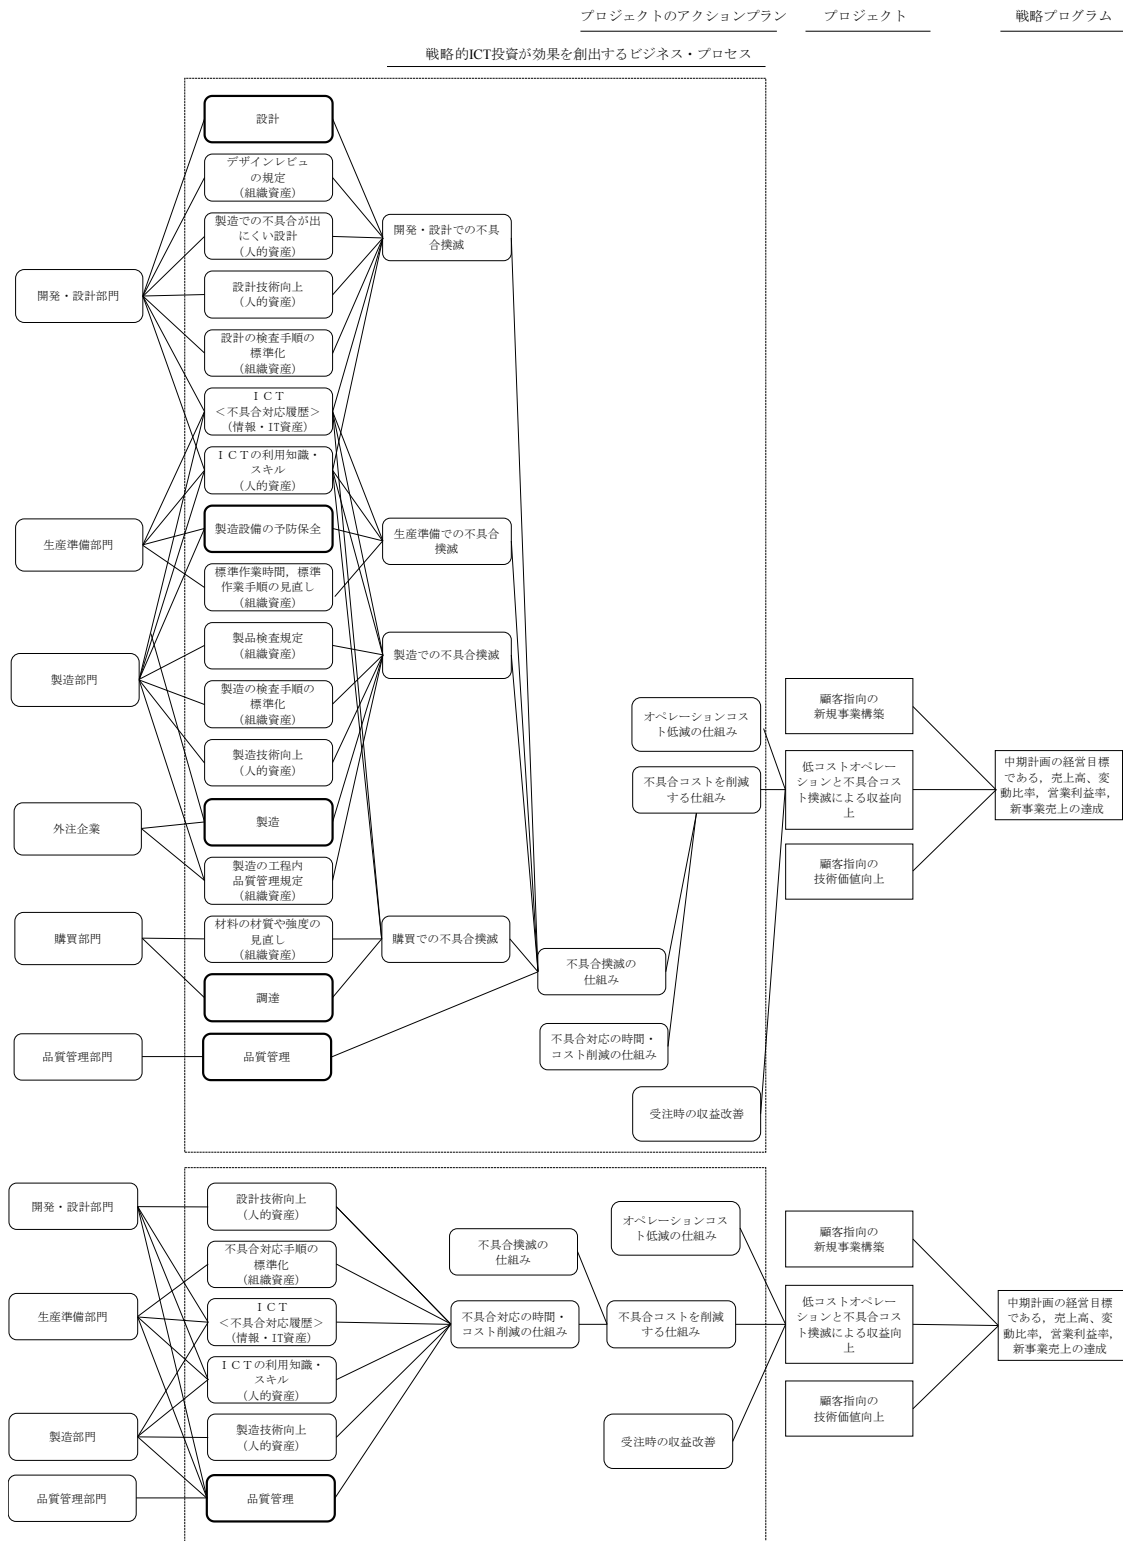 プロジェクトのアクションプラン
プロジェクト
戦略プログラム
戦略的ICT投資が効果を創出するビジネス・プロセス
設計
デザインレビュ
の規定
(組織資産)
製造での不具合が出
にくい設計
(人的資産)
設計技術向上
(人的資産)
設計の検査手順の
標準化
(組織資産)
ＩＣＴ
＜不具合対応履歴＞
(情報・IT資産)
ＩＣＴの利用知識・
スキル
(人的資産)
製造設備の予防保全
標準作業時間，標準
作業手順の見直し
(組織資産)
製品検査規定
(組織資産)
製造の検査手順の
標準化
(組織資産)
製造技術向上
(人的資産)
製造
製造の工程内
品質管理規定
(組織資産)
材料の材質や強度の
見直し
(組織資産)
調達
品質管理
開発・設計部門
生産準備部門
製造部門
外注企業
購買部門
品質管理部門
開発・設計での不具
合撲滅
生産準備での不具合
撲滅
製造での不具合撲滅
購買での不具合撲滅
不具合撲滅の
仕組み
不具合対応の時間・
コスト削減の仕組み
オペレーションコス
ト低減の仕組み
不具合コストを削減
する仕組み
受注時の収益改善
顧客指向の
新規事業構築
低コストオペレー
ションと不具合コス
ト撲滅による収益向
上
顧客指向の
技術価値向上
中期計画の経営目標
である，売上高、変
動比率，営業利益率，
新事業売上の達成
開発・設計部門
生産準備部門
製造部門
品質管理部門
設計技術向上
(人的資産)
不具合対応手順の
標準化
(組織資産)
ＩＣＴ
＜不具合対応履歴＞
(情報・IT資産)
ＩＣＴの利用知識・
スキル
(人的資産)
製造技術向上
(人的資産)
品質管理
不具合撲滅の
仕組み
不具合対応の時間・
コスト削減の仕組み
オペレーションコス
ト低減の仕組み
不具合コストを削減
する仕組み
受注時の収益改善
顧客指向の
新規事業構築
低コストオペレー
ションと不具合コス
ト撲滅による収益向
上
顧客指向の
技術価値向上
中期計画の経営目標
である，売上高、変
動比率，営業利益率，
新事業売上の達成